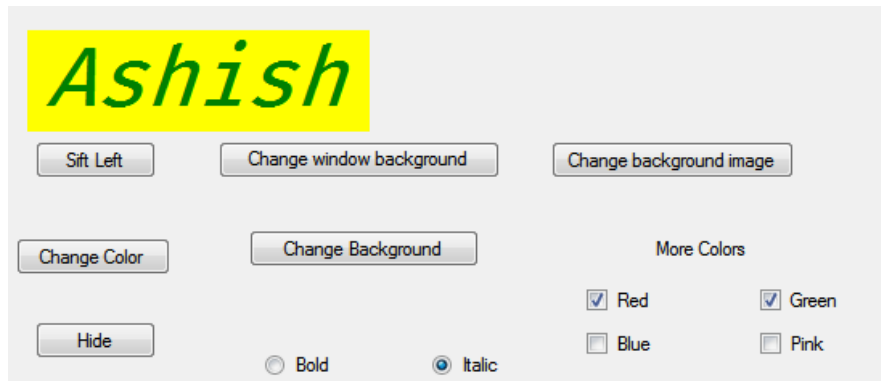 Ashish
Sift Left Change window background Change background image
Change Color Change Background More Colors
Red Green
Hide Blue Pink
Bold Italic